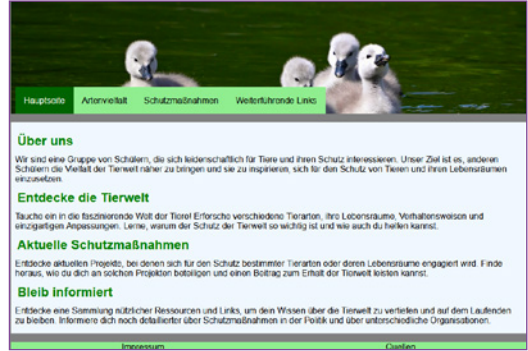 Hauptseite Artenvielfalt Schutzmaßnahmen Weiterführende Links
Über uns
Wir sind eine Gruppe von Schülern, die sich leidenschaftlich für Tiere und ihren Schutz interessieren. Unser Ziel ist es, anderen
Schülern die Vielfalt der Tierwelt näher zu bringen und sie zu inspirieren, sich für den Schutz von Tieren und ihren Lebensräumen
einzusetzen.
Entdecke die Tierwelt
Tauche ein in die faszinierende Welt der Tiere! Erforsche verschiedene Tierarten, ihre Lebensräume, Verhaltensweisen und
einzigartigen Anpassungen. Lerne, warum der Schutz der Tierwelt so wichtig ist und wie auch du helfen kannst.
Aktuelle Schutzmaßnahmen
Entdecke aktuellen Projekte, bei denen sich für den Schutz bestimmter Tierarten oder deren Lebensräume engagiert wird. Finde
heraus, wie du dich an solchen Projekten beteiligen und einen Beitrag zum Erhalt der Tierwelt leisten kannst.
Bleib informiert
Entdecke eine Sammlung nützlicher Ressourcen und Links, um dein Wissen über die Tierwelt zu vertiefen und auf dem Laufenden
zu bleiben. Informiere dich noch detaillierter über Schutzmaßnahmen in der Politik und über unterschiedliche Organisationen.
Impressum Quellen